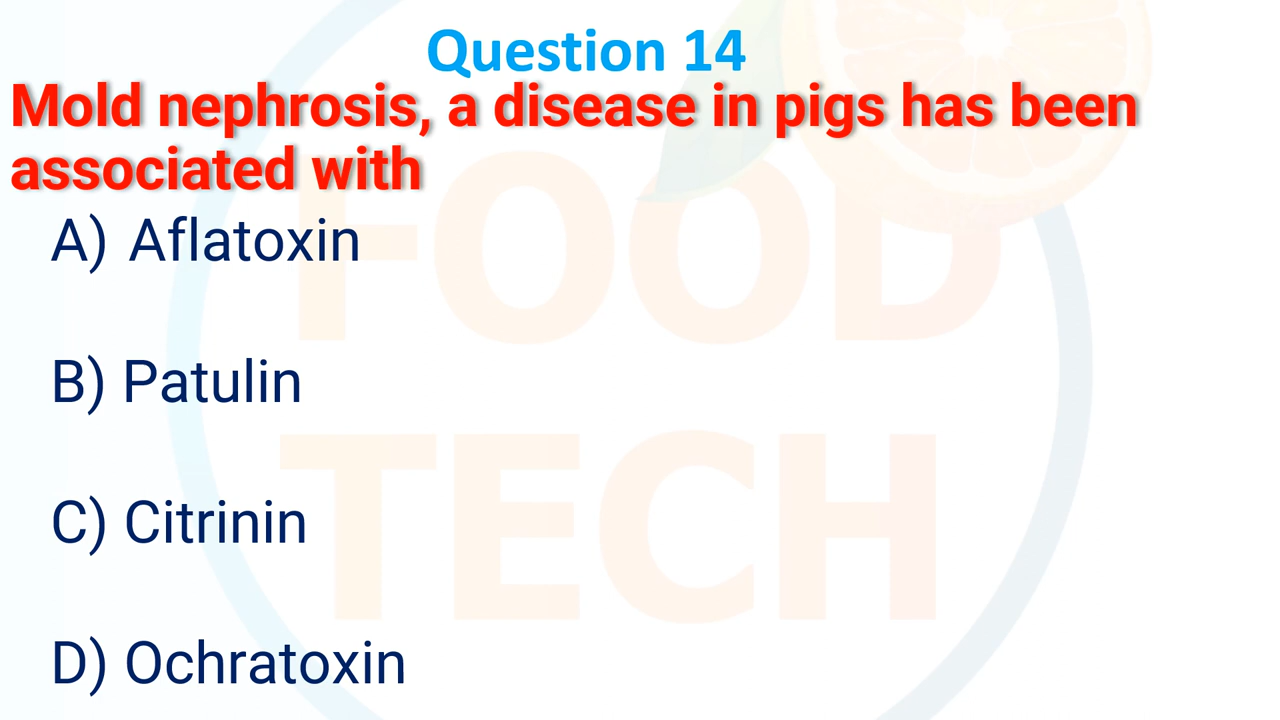 Question 14
Mold nephrosis, a disease in pigs has been
associated with
A) Aflatoxin
B) Patulin
C) Citrinin
D) Ochratoxin
FOOD
TECH